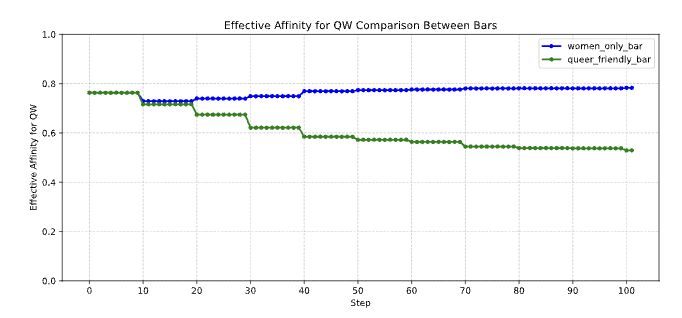 Effective Affinity for QW Comparison Between Bars
1.0
0.8
0.6
0.4
0.2
0.0
Effective Affinity for QW
women_only_bar
queer_friendly_bar
0 10 20 30 40 50 60 70 80 90 100
Step